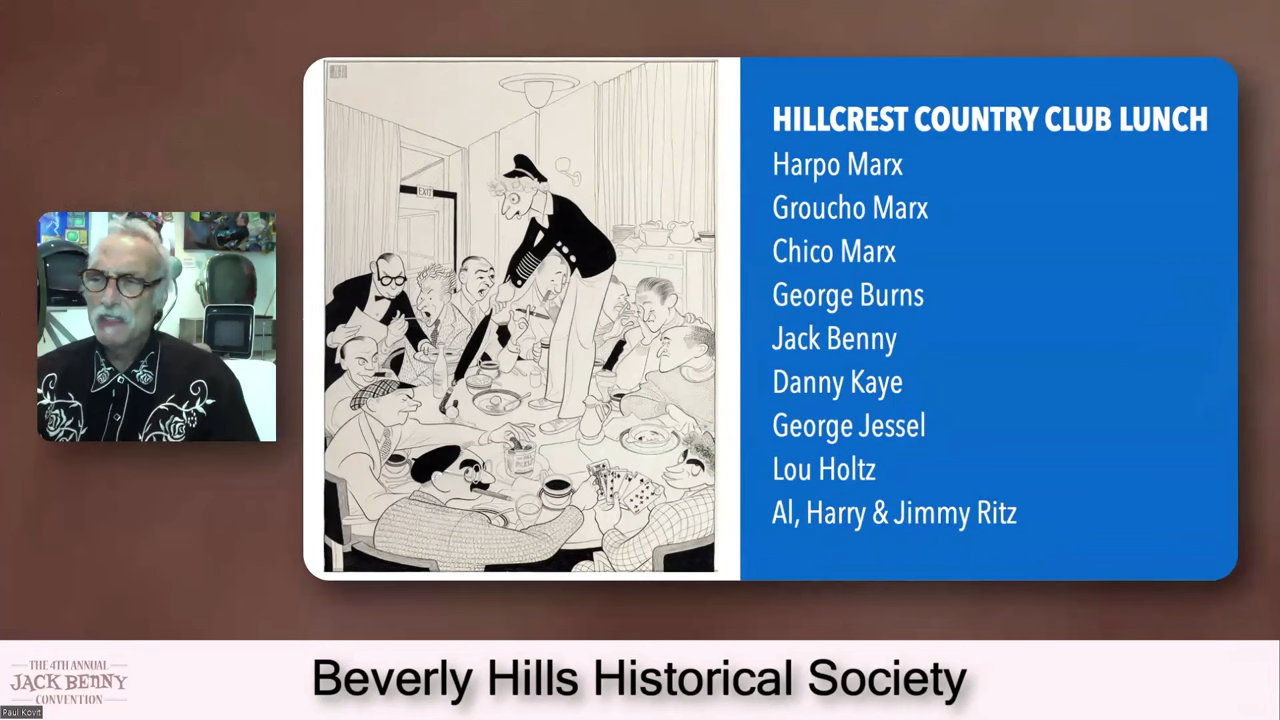 HILLCREST COUNTRY CLUB LUNCH
Harpo Marx
Groucho Marx
Chico Marx
George Burns
Jack Benny
Danny Kaye
George Jessel
Lou Holtz
Al, Harry & Jimmy Ritz
EXIT
Beverly Hills Historical Society
THE 4TH ANNUAL
JACK BENNY
CONVENTION
Paul Kovit